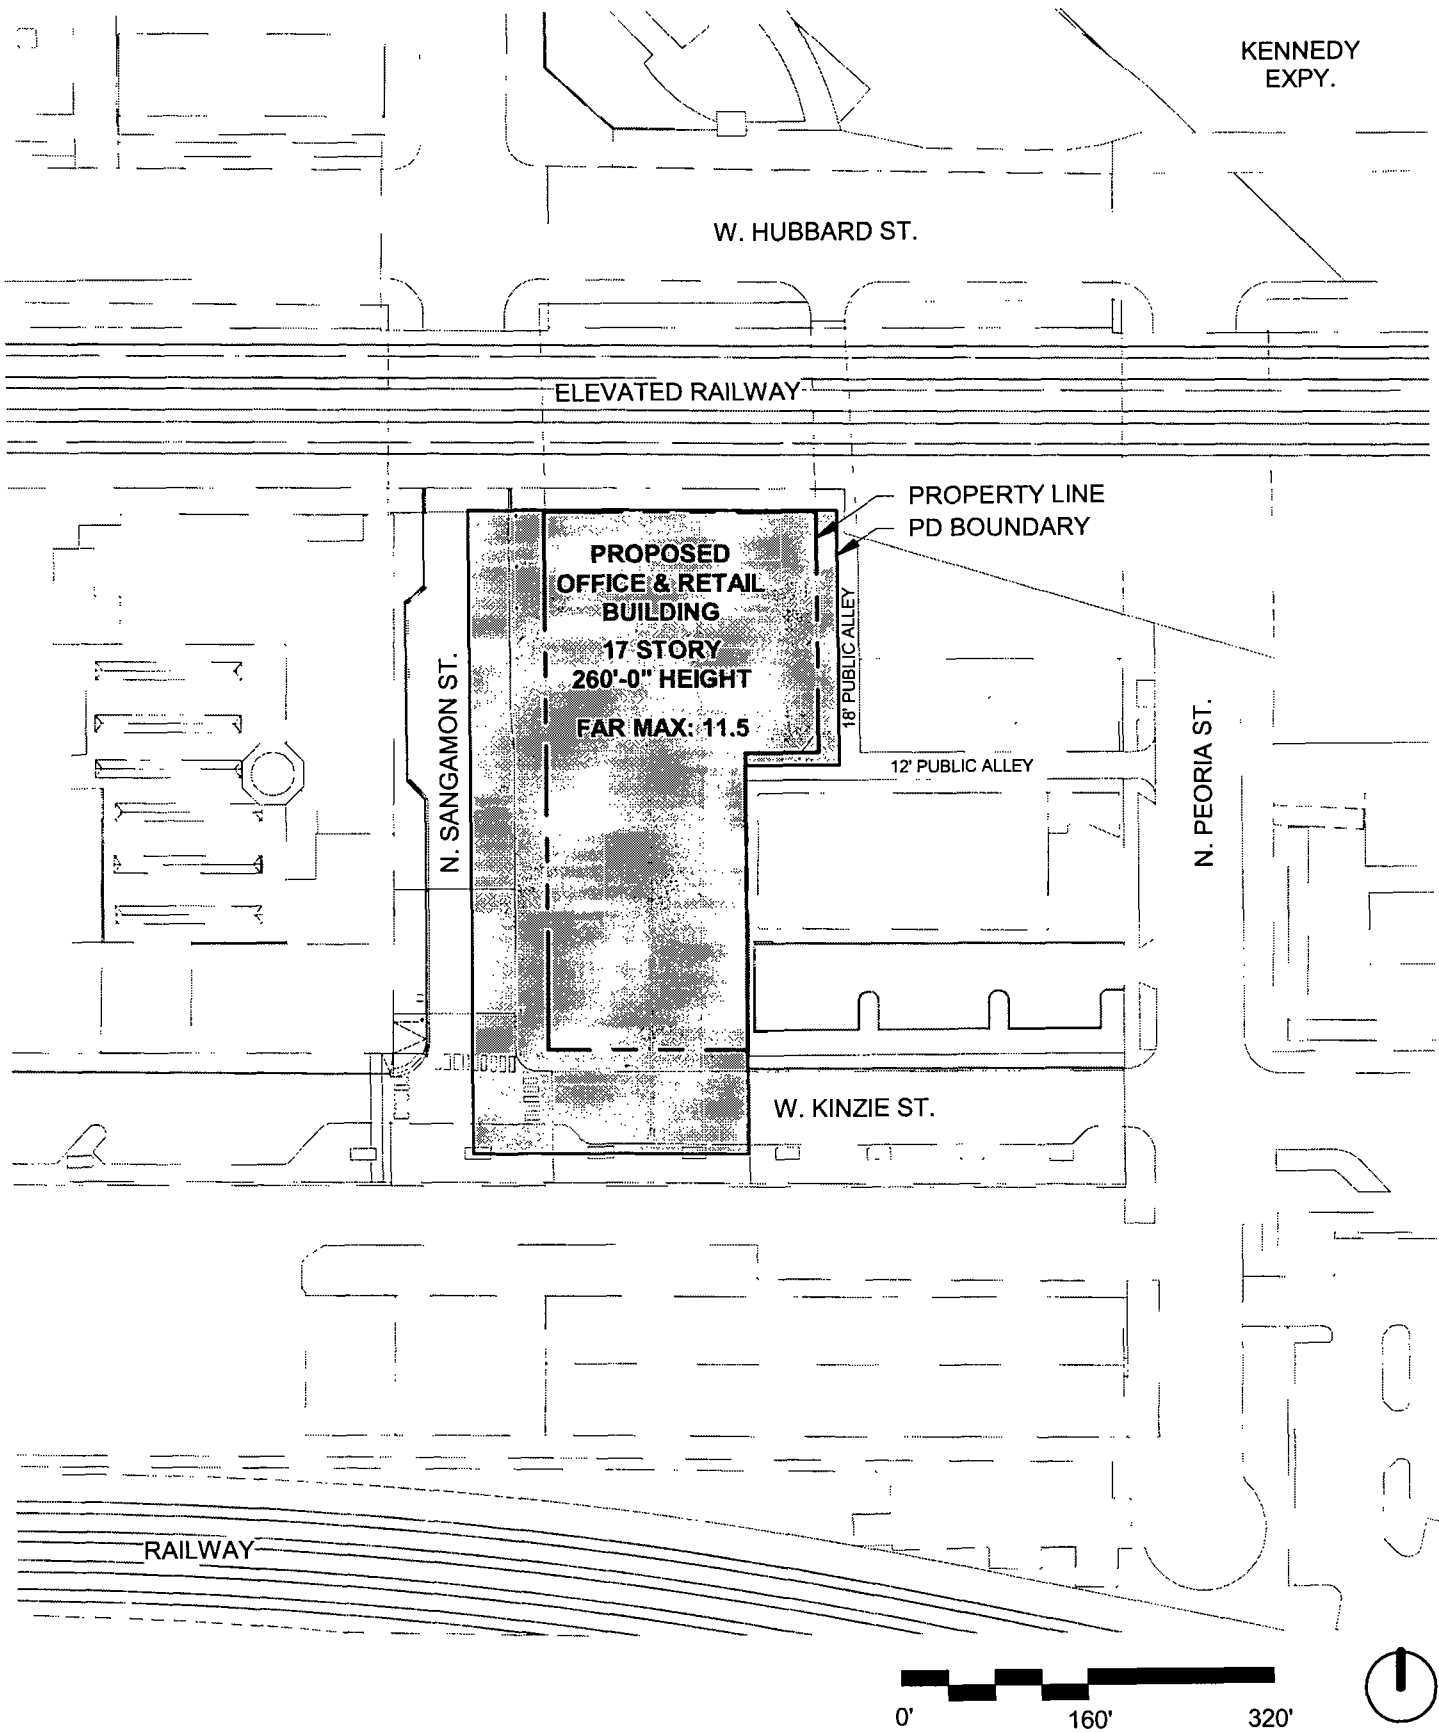 KENNEDY
EXPY.
W. HUBBARD ST.
ELEVATED RAILWAY
PROPERTY LINE
PD BOUNDARY
PROPOSED
OFFICE & RETAIL
BUILDING
17 STORY
260'-0" HEIGHT
FAR MAX: 11.5
18' PUBLIC ALLEY
N. SANGAMON ST.
12' PUBLIC ALLEY
N. PEORIA ST.
W. KINZIE ST.
RAILWAY
0' 160' 320'